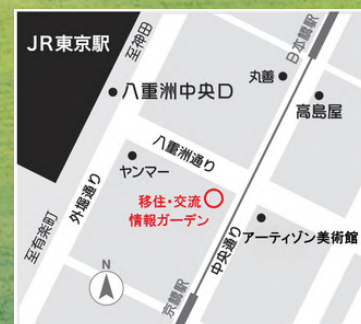 JR東京駅
至神田
日本橋駅
丸善
八重洲中央口
高島屋
八重洲通り
ヤンマー
外堀通り
移住・交流
情報ガーデン
至有楽町
アーティゾン美術館
中央通り
N
京橋駅